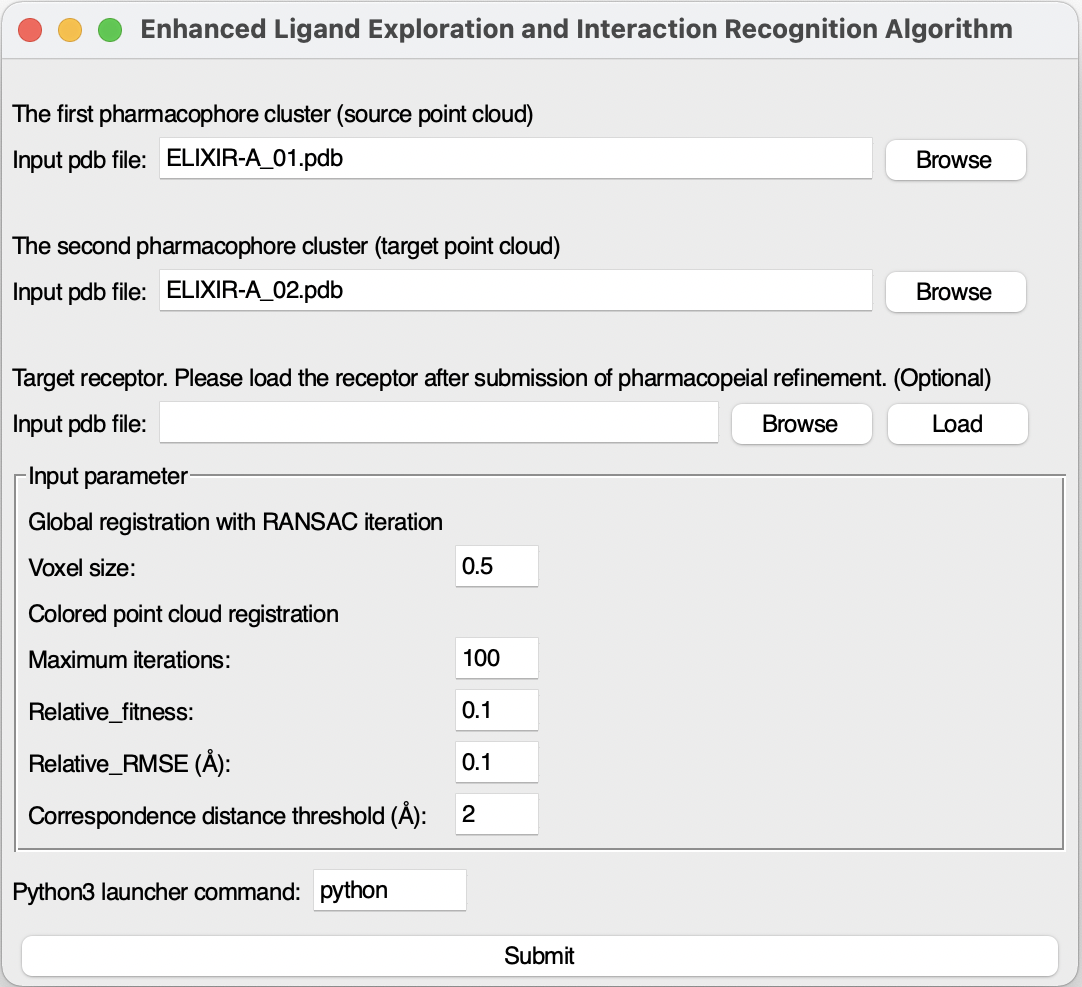 Enhanced Ligand Exploration and Interaction Recognition Algorithm
The first pharmacophore cluster (source point cloud)
Input pdb file: ELIXIR-A_01.pdb Browse
The second pharmacophore cluster (target point cloud)
Input pdb file: ELIXIR-A_02.pdb Browse
Target receptor. Please load the receptor after submission of pharmacopeial refinement. (Optional)
Input pdb file: Browse Load
Input parameter
Global registration with RANSAC iteration
Voxel size: 0.5
Colored point cloud registration
Maximum iterations: 100
Relative_fitness: 0.1
Relative_RMSE (Å): 0.1
Correspondence distance threshold (Å): 2
Python3 launcher command: python
Submit